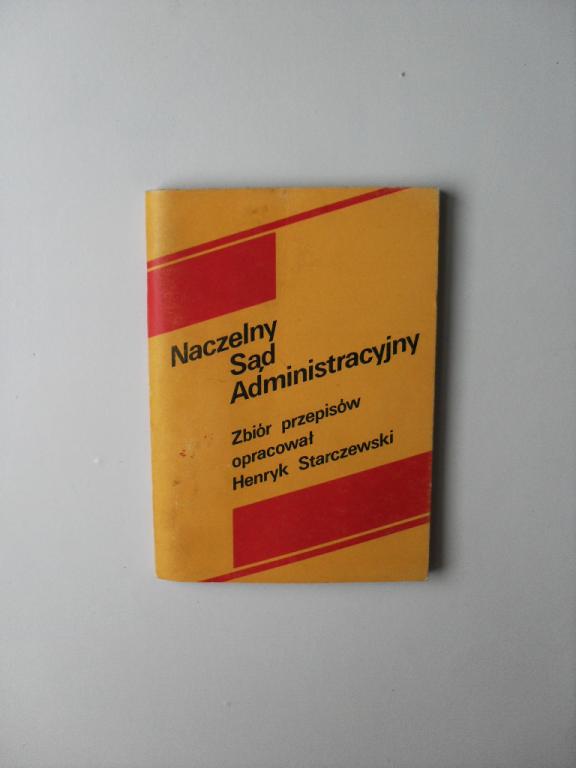 Naczelny
Sąd
Administracyjny
Zbiór przepisów
opracował
Henryk Starczewski